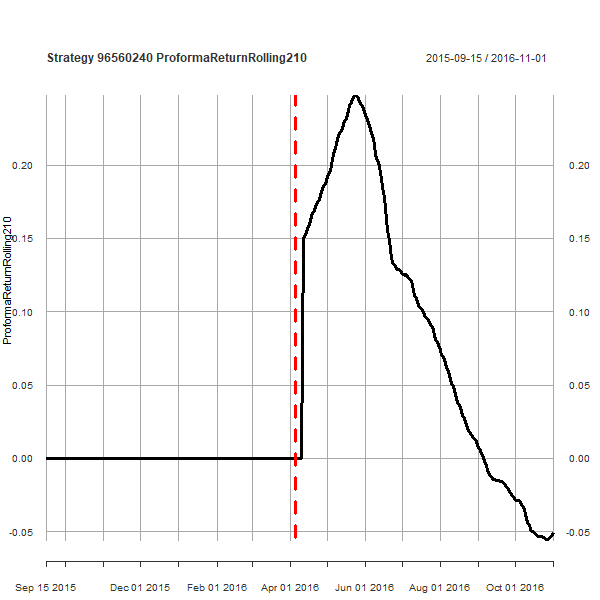 Strategy 96560240 ProformaReturnRolling210
2015-09-15 / 2016-11-01
ProformaReturnRolling210
0.20
0.15
0.10
0.05
0.00
-0.05
0.20
0.15
0.10
0.05
0.00
-0.05
Sep 15 2015
Dec 01 2015
Feb 01 2016
Apr 01 2016
Jun 01 2016
Aug 01 2016
Oct 01 2016